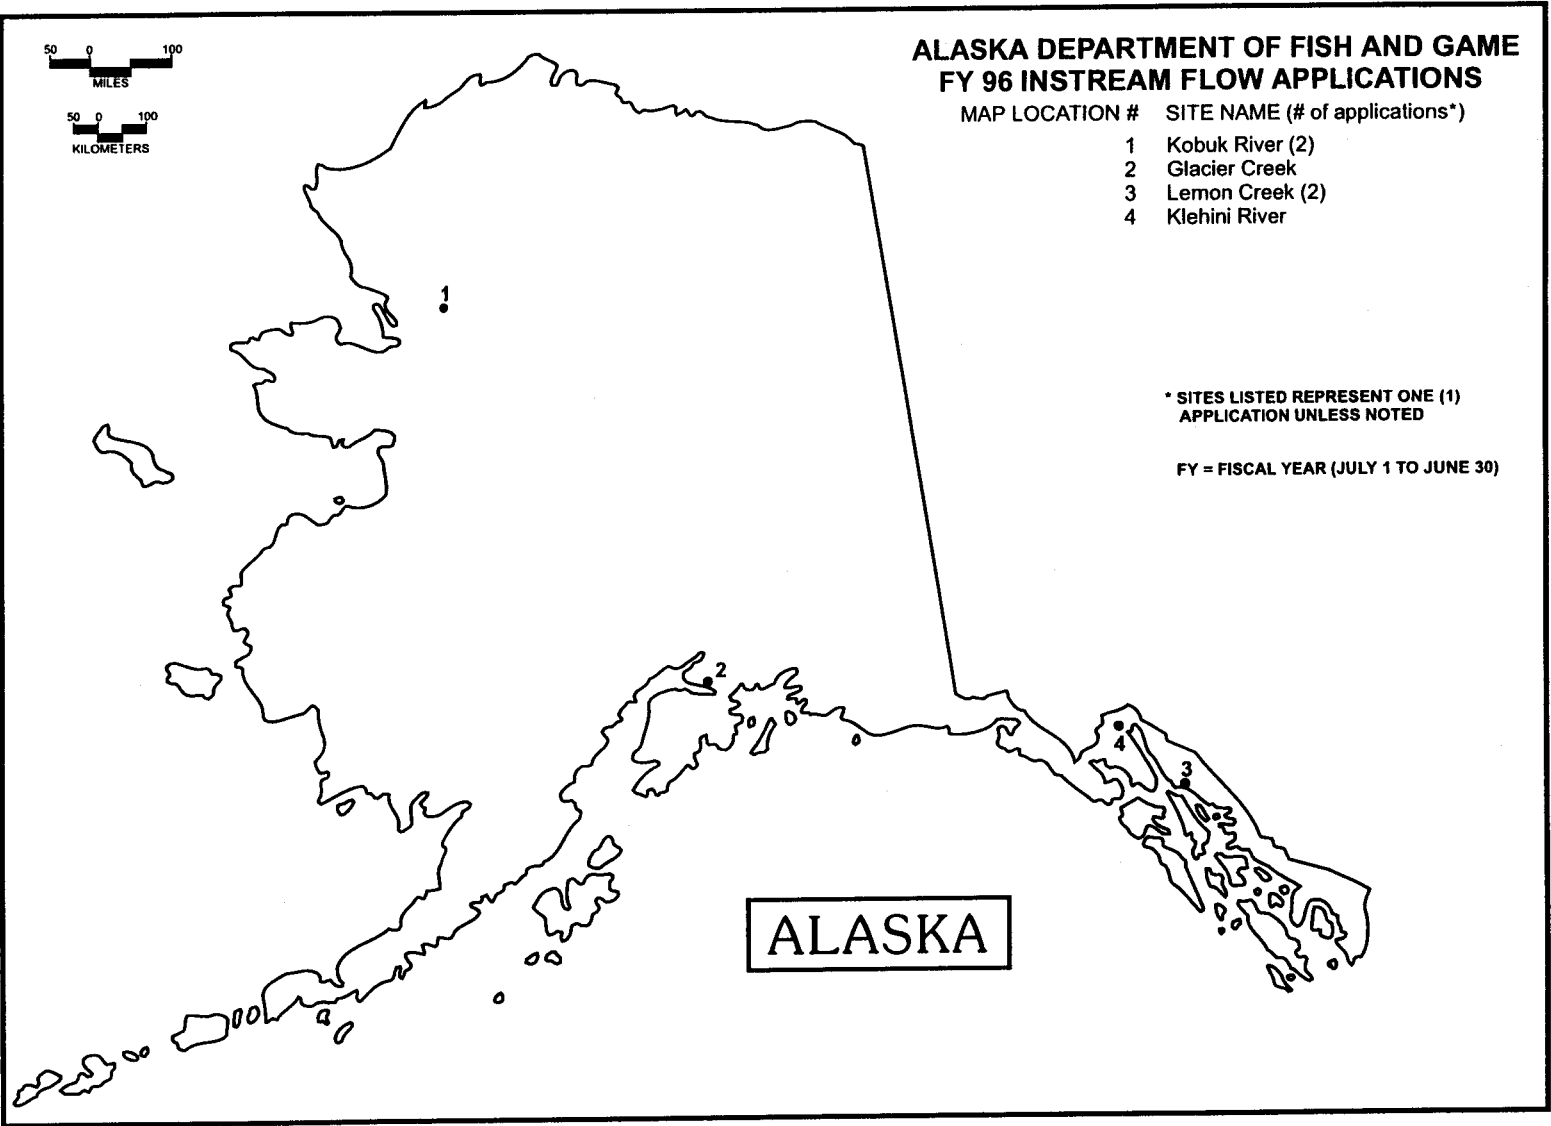 50 0 100
MILES
50 0 100
KILOMETERS
ALASKA DEPARTMENT OF FISH AND GAME
FY 96 INSTREAM FLOW APPLICATIONS
MAP LOCATION # SITE NAME (# of applications*)
1 Kobuk River (2)
2 Glacier Creek
3 Lemon Creek (2)
4 Klehini River
1
* SITES LISTED REPRESENT ONE (1)
APPLICATION UNLESS NOTED
FY = FISCAL YEAR (JULY 1 TO JUNE 30)
2
4
3
ALASKA